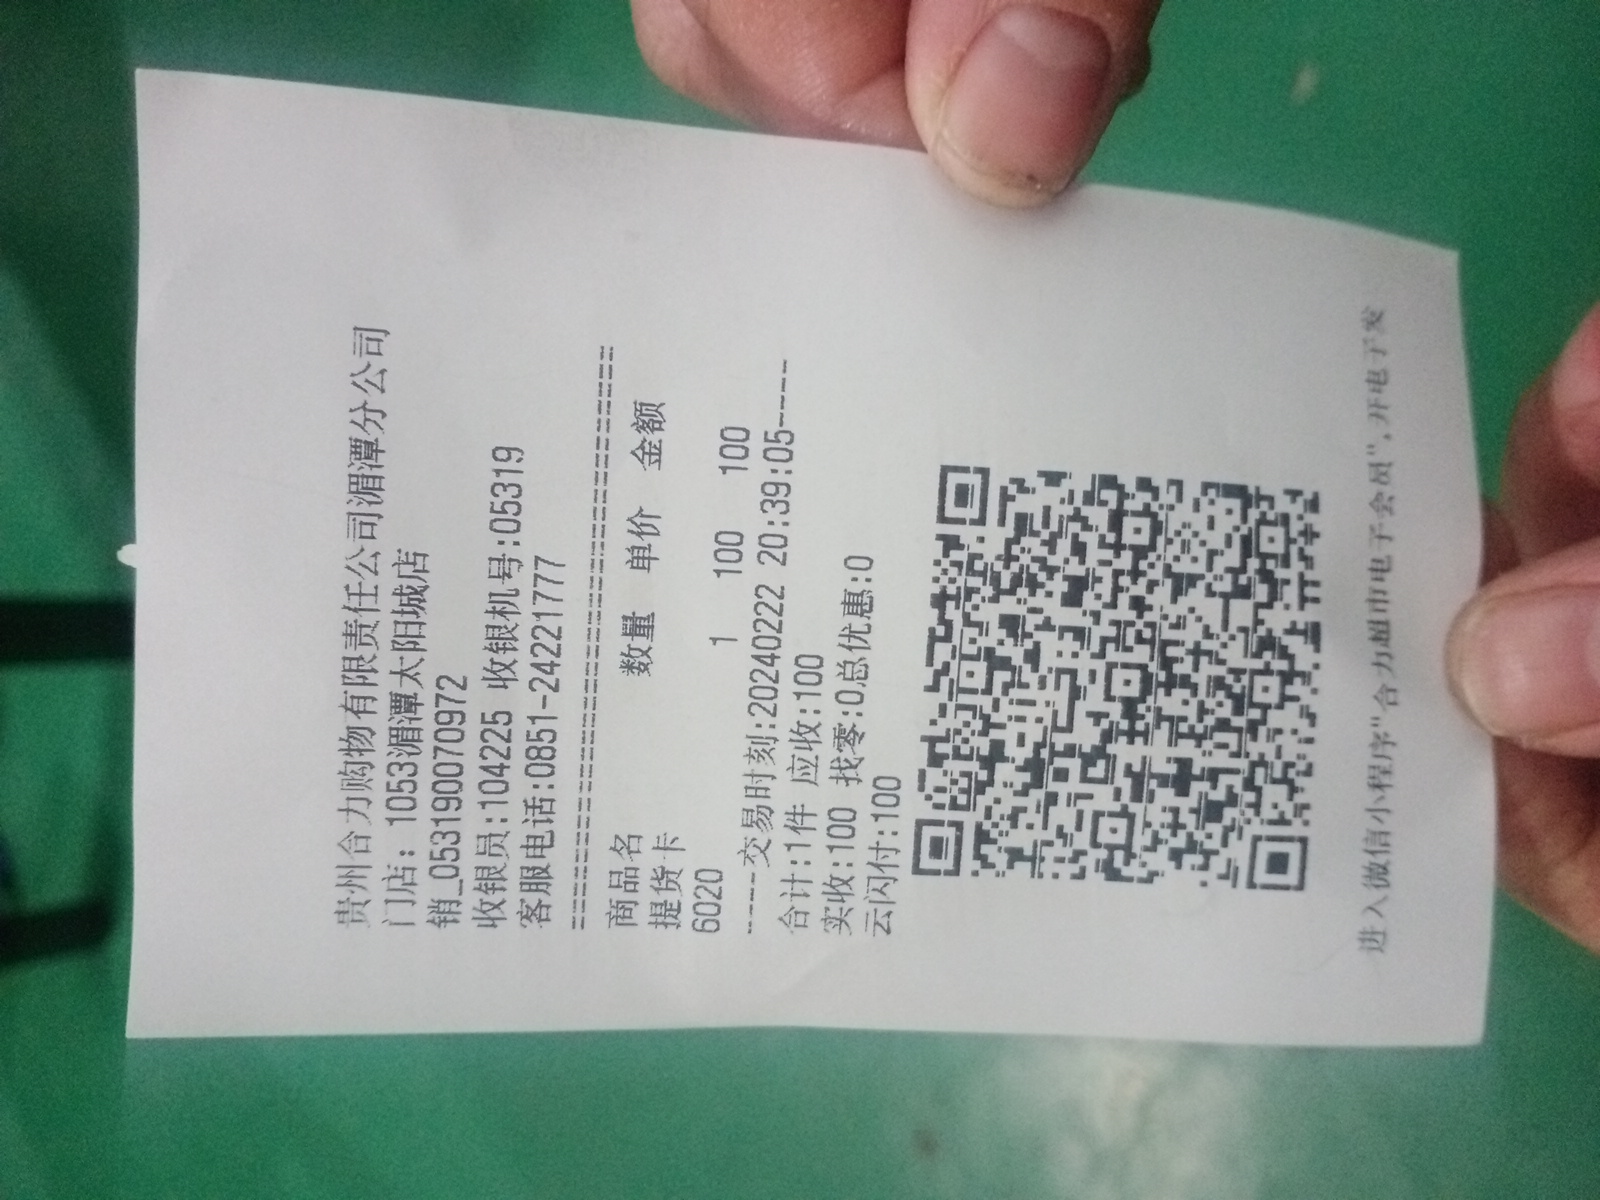 贵州合力购物有限责任公司湄潭分公司
门店: 1053湄潭太阳城店
销_0531900070972
收银员:104225 收银机号:05319
客服电话:0851-24221777
================================
商品名 数量 单价 金额
提货卡
6020 1 100 100
----交易时刻:20240222 20:39:05----
合计:1件 应收:100
实收:100 找零:0总优惠:0
云闪付:100
进入微信小程序"合力超市电子会员",开电子发